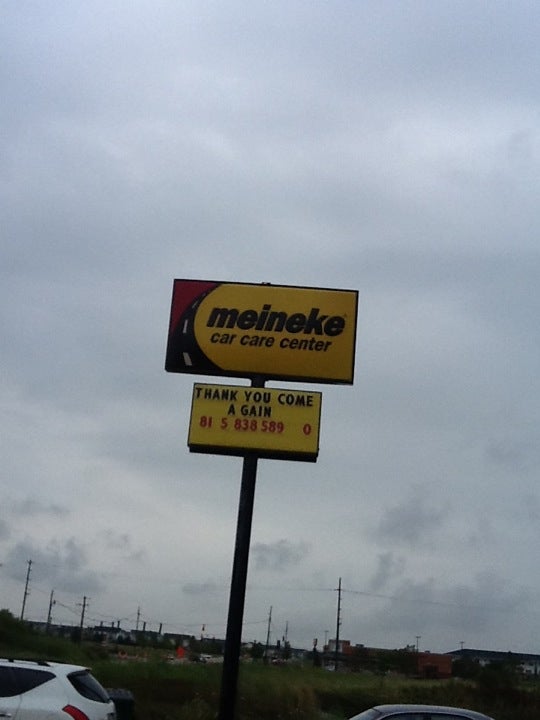 meineke
car care center
THANK YOU COME
A GAIN
81 5 838 589 0